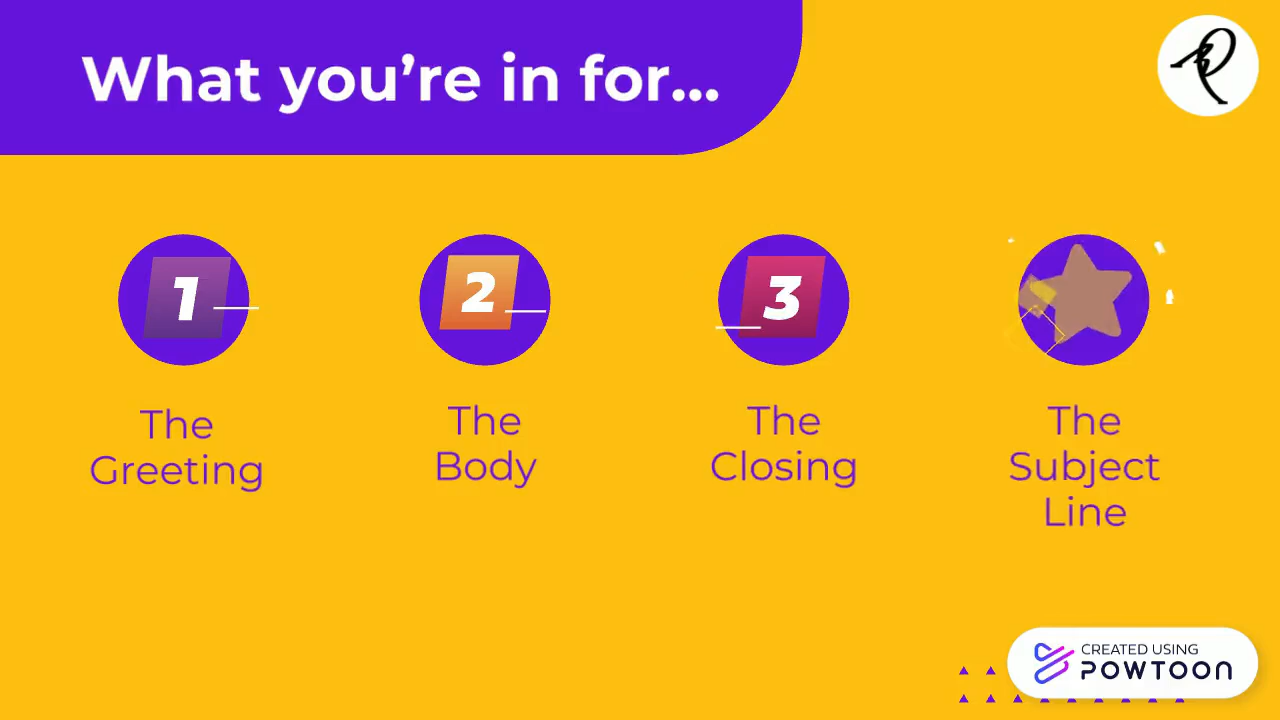 What you're in for...
1
2
3
The
Greeting
The
Body
The
Closing
The
Subject
Line
CREATED USING
POWTOON